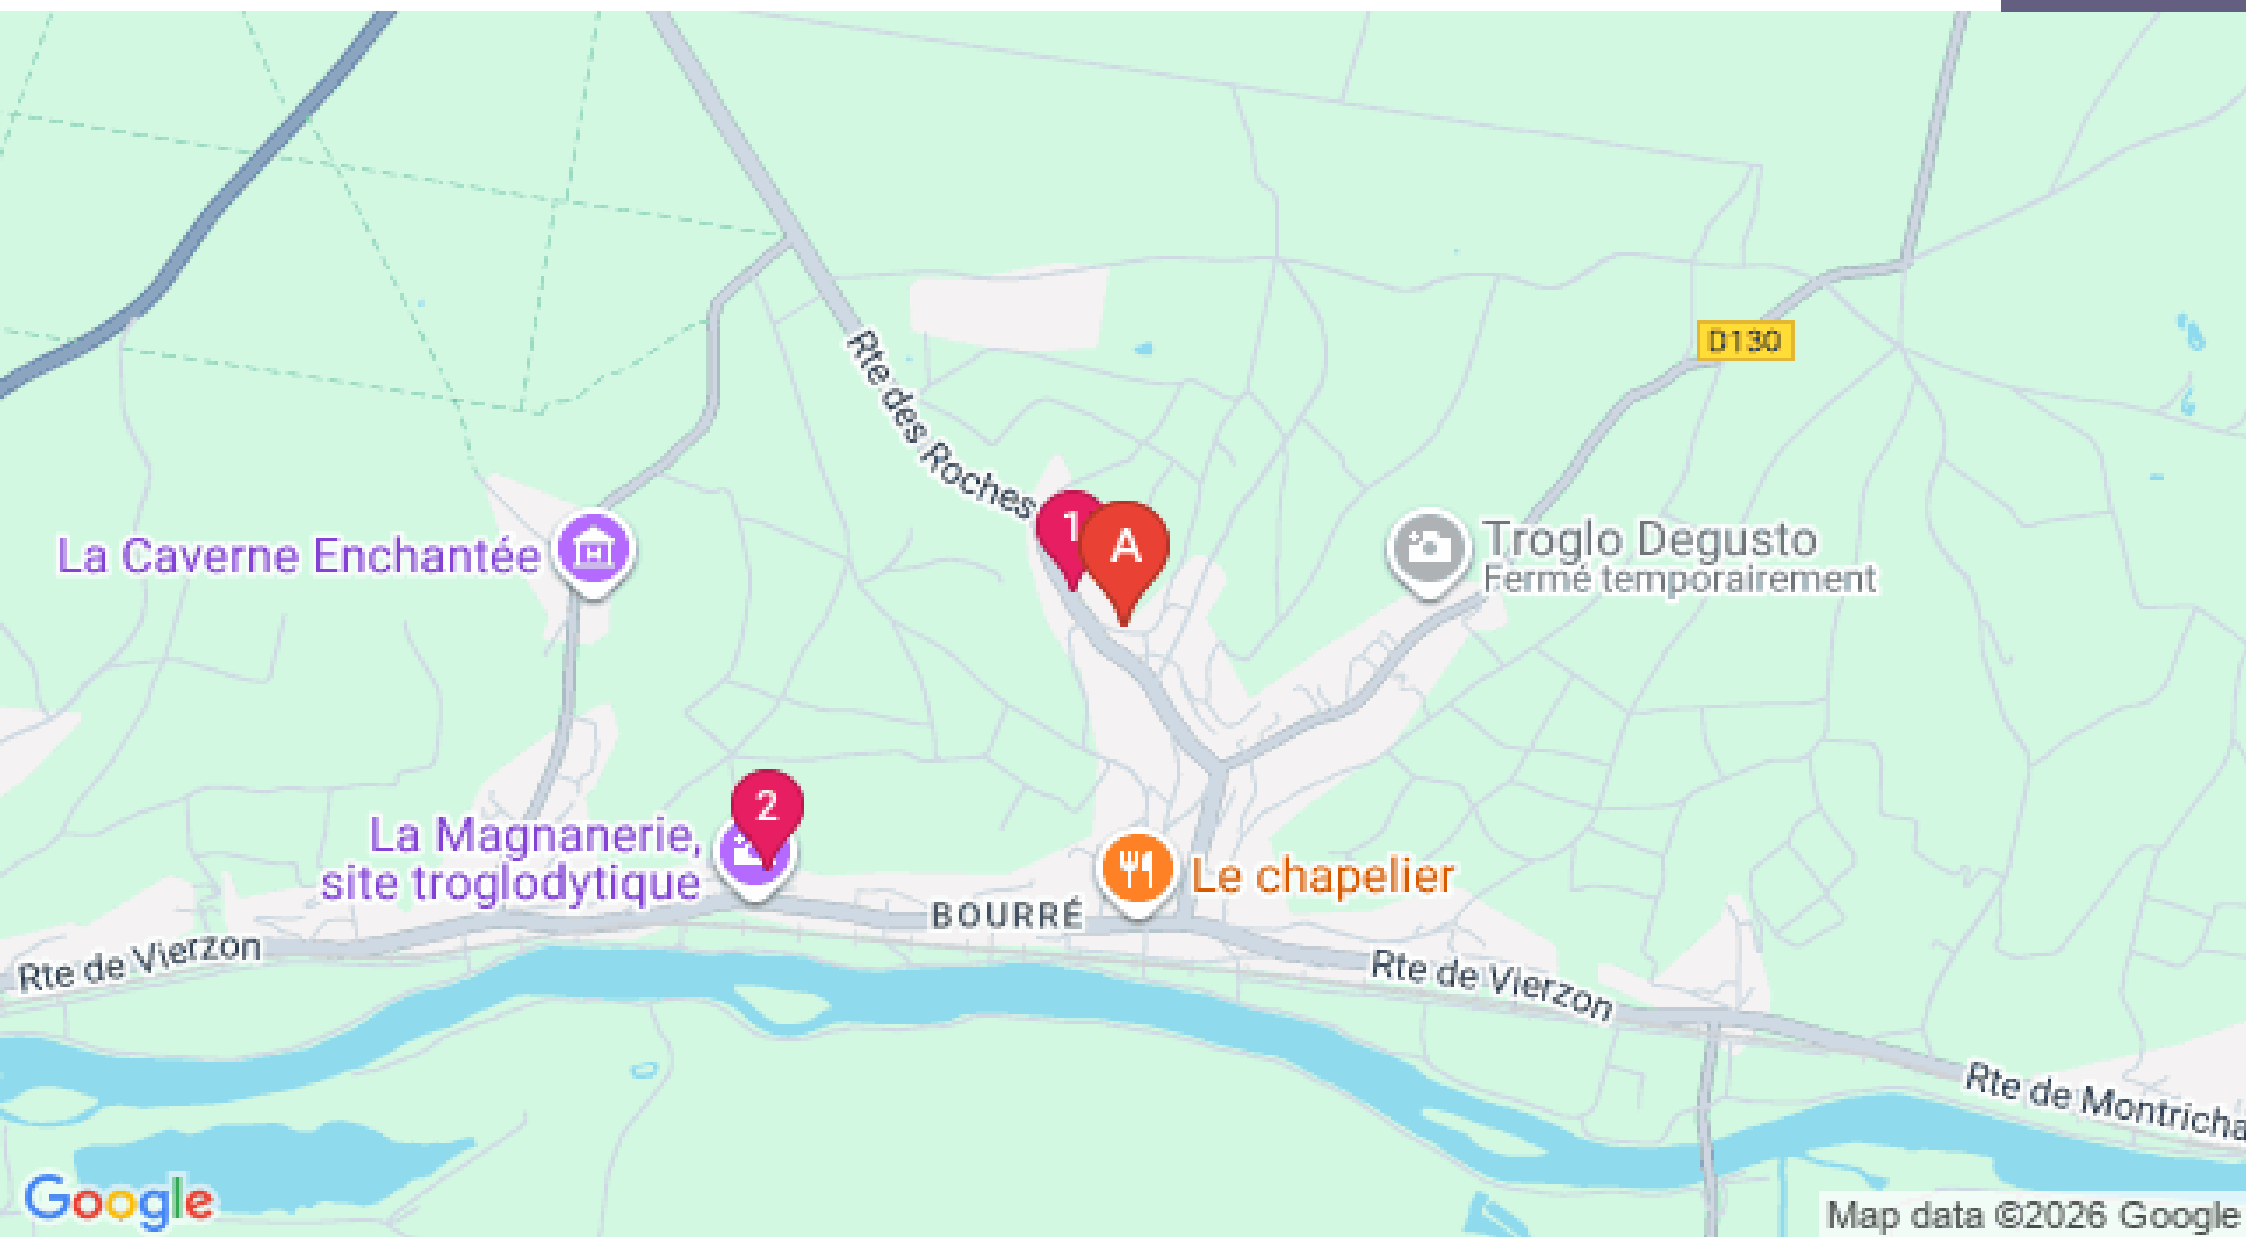 D130
Rte des Roches
1
A
La Caverne Enchantée
Troglo Degusto
Fermé temporairement
2
La Magnanerie,
site troglodytique
Le chapelier
BOURRÉ
Rte de Vierzon
Rte de Vierzon
Rte de Montricha
Google
Map data ©2026 Google